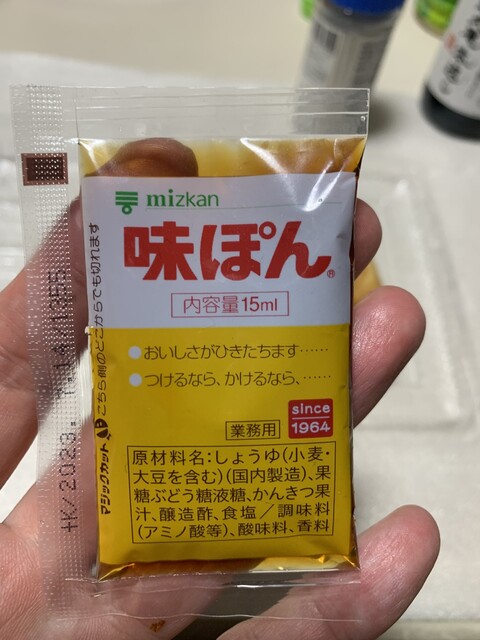 mizkan
味ぽん®
内容量15ml
●おいしさがひきたちます……
●つけるなら、かけるなら、……
業務用
since
1964
原材料名:しょうゆ(小麦・
大豆を含む)(国内製造)、果
糖ぶどう糖液糖、かんきつ果
汁、醸造酢、食塩/調味料
(アミノ酸等)、酸味料、香料
マジックカット こちら側のどこからでも切れます